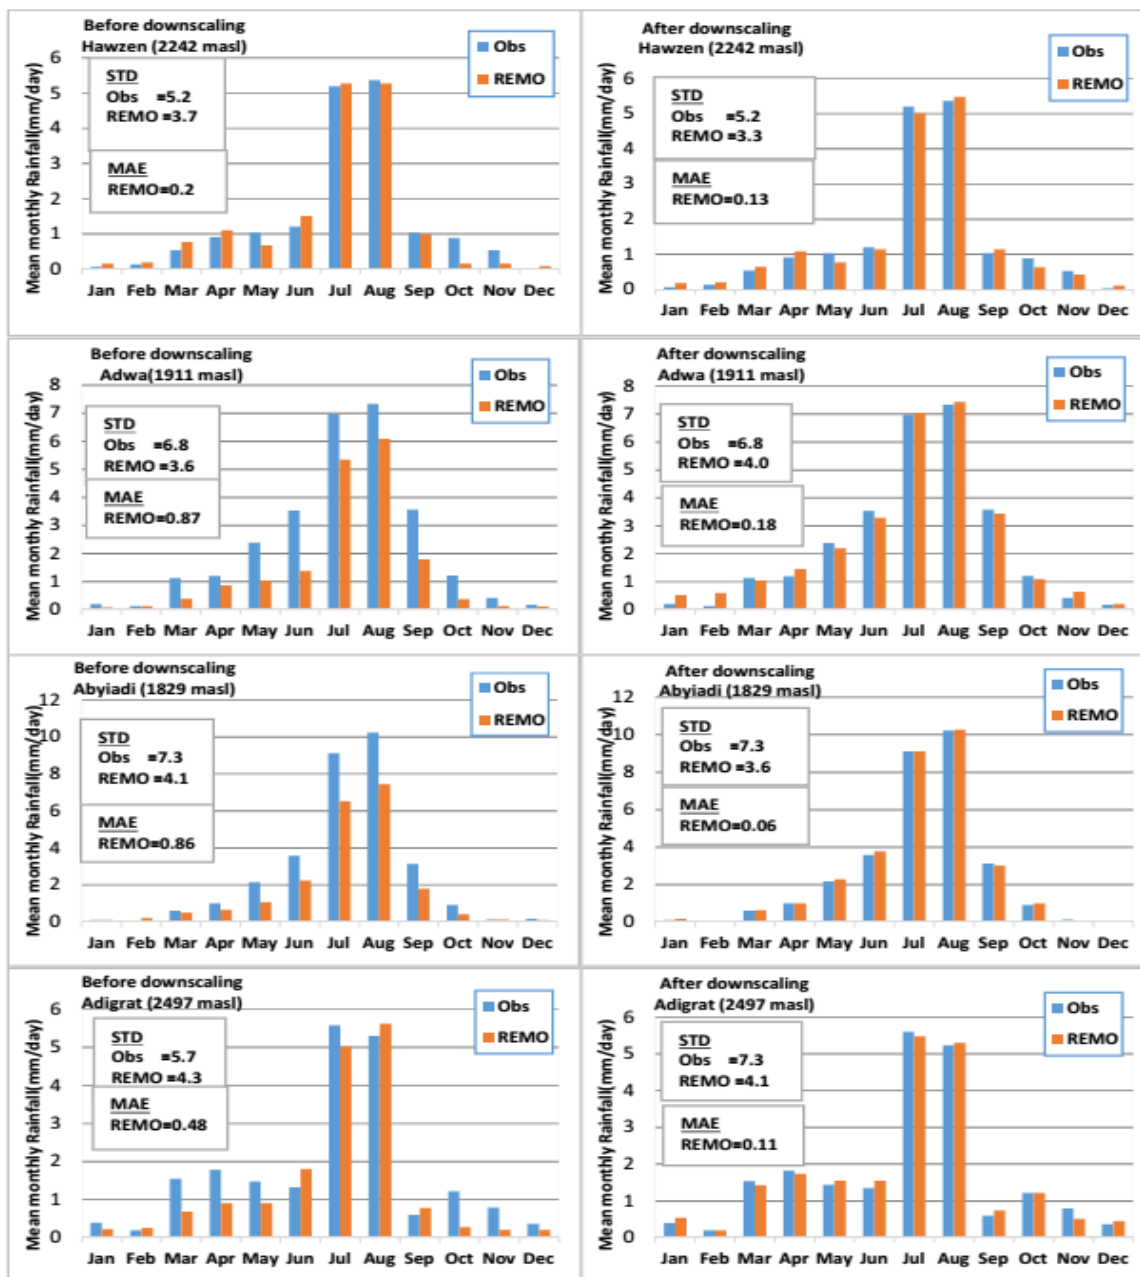 Before downscaling
Hawzen (2242 masl)
Obs
REMO
STD
Obs =5.2
REMO =3.7
MAE
REMO=0.2
Mean monthly Rainfall(mm/day)
6
5
4
3
2
1
0
Jan Feb Mar Apr May Jun Jul Aug Sep Oct Nov Dec
After downscaling
Hawzen (2242 masl)
Obs
REMO
STD
Obs =5.2
REMO =3.3
MAE
REMO=0.13
Mean monthly Rainfall(mm/day)
6
5
4
3
2
1
0
Jan Feb Mar Apr May Jun Jul Aug Sep Oct Nov Dec
Before downscaling
Adwa(1911 masl)
Obs
REMO
STD
Obs =6.8
REMO =3.6
MAE
REMO=0.87
Mean monthly Rainfall(mm/day)
8
7
6
5
4
3
2
1
0
Jan Feb Mar Apr May Jun Jul Aug Sep Oct Nov Dec
After downscaling
Adwa (1911 masl)
Obs
REMO
STD
Obs =6.8
REMO =4.0
MAE
REMO=0.18
Mean monthly Rainfall(mm/day)
8
7
6
5
4
3
2
1
0
Jan Feb Mar Apr May Jun Jul Aug Sep Oct Nov Dec
Before downscaling
Abyiadi (1829 masl)
Obs
REMO
STD
Obs =7.3
REMO =4.1
MAE
REMO=0.86
Mean monthly Rainfall(mm/day)
12
10
8
6
4
2
0
Jan Feb Mar Apr May Jun Jul Aug Sep Oct Nov Dec
After downscaling
Abyiadi (1829 masl)
Obs
REMO
STD
Obs =7.3
REMO =3.6
MAE
REMO=0.06
Mean monthly Rainfall(mm/day)
12
10
8
6
4
2
0
Jan Feb Mar Apr May Jun Jul Aug Sep Oct Nov Dec
Before downscaling
Adigrat (2497 masl)
Obs
REMO
STD
Obs =5.7
REMO =4.3
MAE
REMO=0.48
Mean monthly Rainfall(mm/day)
6
5
4
3
2
1
0
Jan Feb Mar Apr May Jun Jul Aug Sep Oct Nov Dec
After downscaling
Adigrat (2497 masl)
Obs
REMO
STD
Obs =7.3
REMO =4.1
MAE
REMO=0.11
Mean monthly Rainfall(mm/day)
6
5
4
3
2
1
0
Jan Feb Mar Apr May Jun Jul Aug Sep Oct Nov Dec